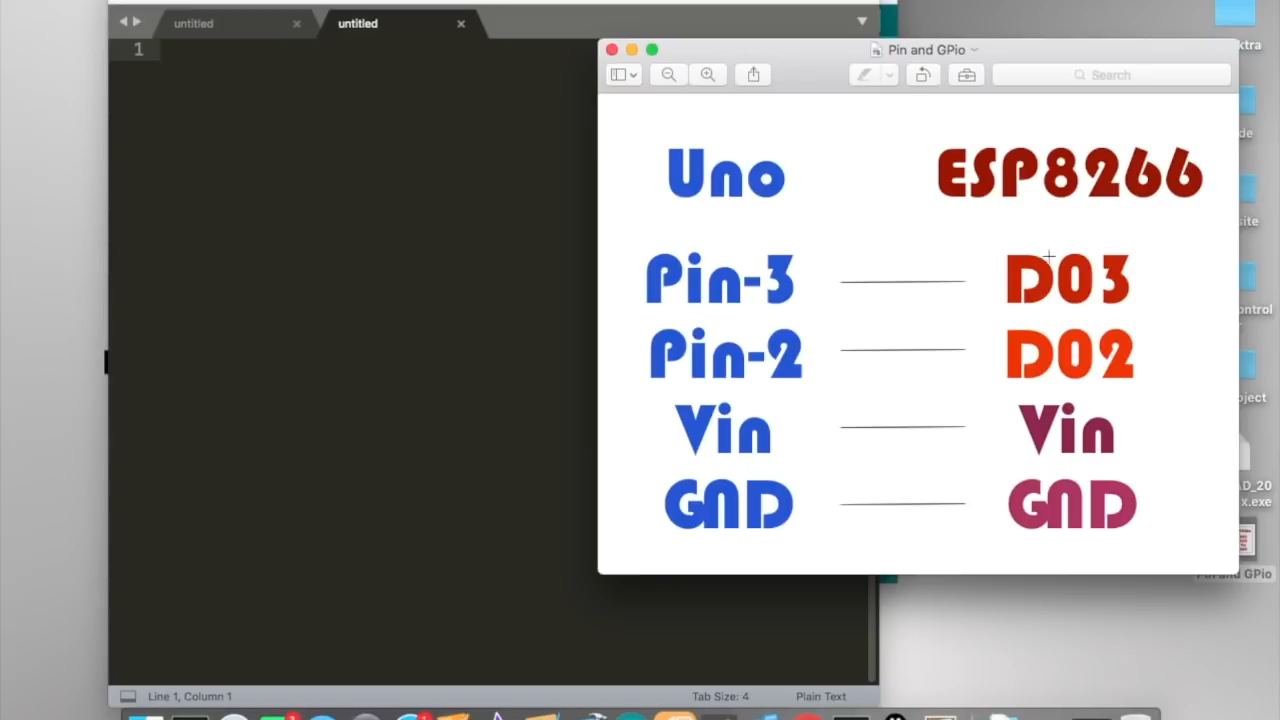 untitled
untitled
1
Pin and GPio
Search
Uno ESP8266
Pin-3 D03
Pin-2 D02
Vin Vin
GND GND
Pin and GPio
Line 1, Column 1
Tab Size: 4
Plain Text